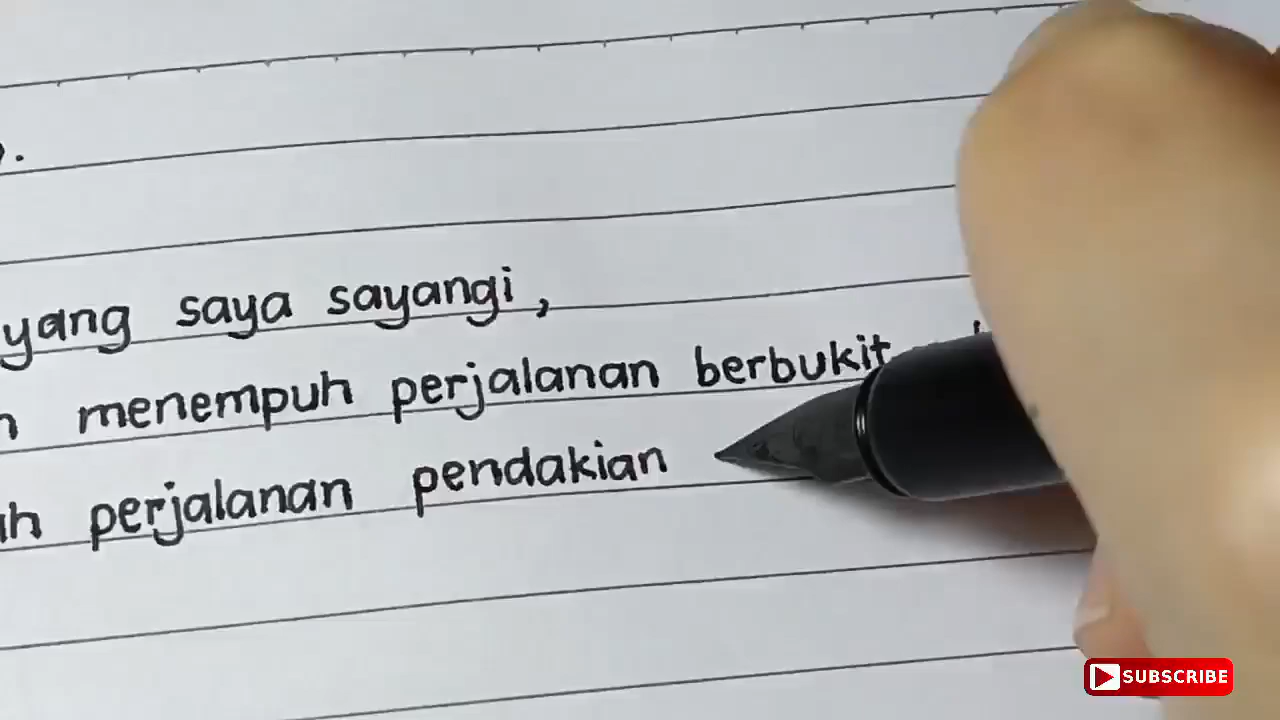 yang saya sayangi,
menempuh perjalanan berbukit
perjalanan pendakian
SUBSCRIBE